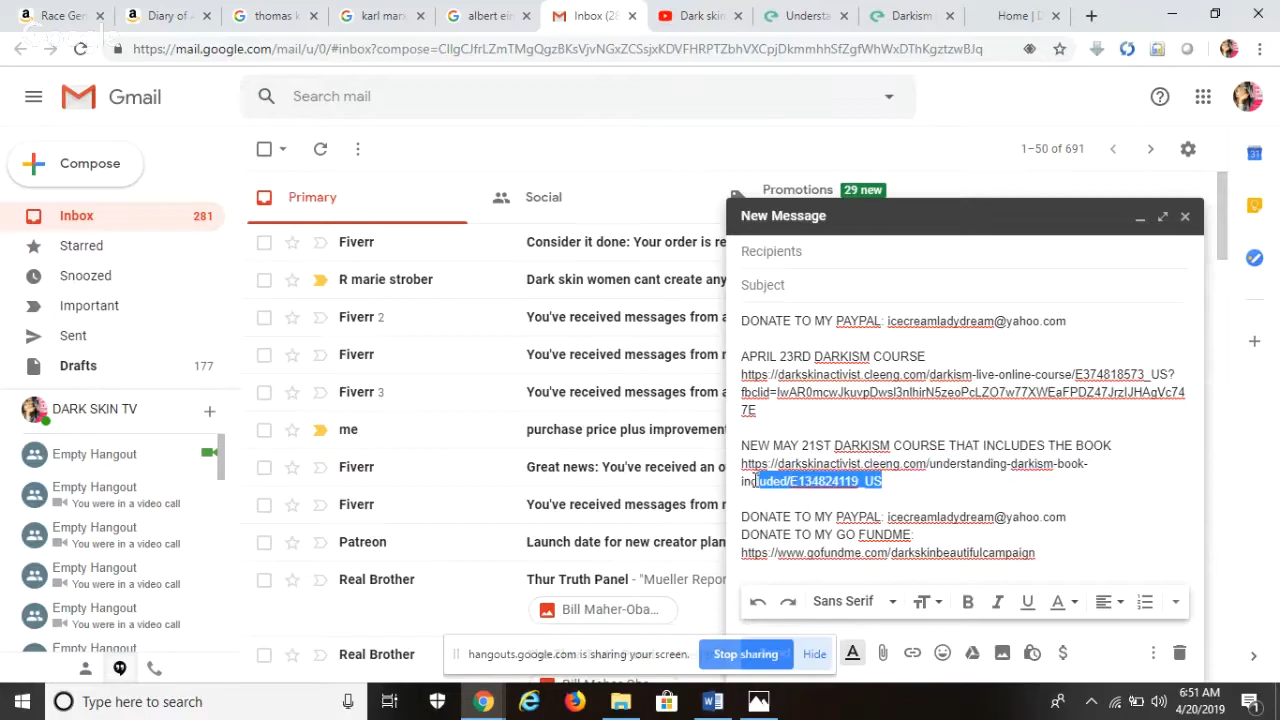 Race Gen
Diary of A
thomas k
karl mar
albert ein
Inbox (28
Dark skin
Understa
Darkism
Home | D
https://mail.google.com/mail/u/0/#inbox?compose=CllgCJfrLZmTMgQgzBKsVjvNGxZCSsjxKDVFHRPTZbhVXCpjDkmmhhSfZgfWhWxDThKgztzwBJq
Gmail
Search mail
Compose
1–50 of 691
Inbox 281
Starred
Snoozed
Important
Sent
Drafts 177
DARK SKIN TV
Empty Hangout
Empty Hangout
You were in a video call
Empty Hangout
You were in a video call
Empty Hangout
You were in a video call
Empty Hangout
You were in a video call
Primary
Social
Promotions 29 new
Fiverr Consider it done: Your order is re
R marie strober Dark skin women cant create any
Fiverr 2 You've received messages from
Fiverr You've received messages from
Fiverr 3 You've received messages from
me purchase price plus improvemen
Fiverr Great news: You've received an o
Fiverr You've received messages from
Patreon Launch date for new creator plan
Real Brother Thur Truth Panel - "Mueller Repor
Bill Maher-Oba...
Real Brother
New Message
Recipients
Subject
DONATE TO MY PAYPAL: icecreamladydream@yahoo.com
APRIL 23RD DARKISM COURSE
https://darkskinactivist.cleeng.com/darkism-live-online-course/E374818573_US?
fbclid=IwAR0mcwJkuvpDwsl3nIhirN5zeoPcLZO7w77XWEaFPDZ47JrzIJHAgVc74
7E
NEW MAY 21ST DARKISM COURSE THAT INCLUDES THE BOOK
https://darkskinactivist.cleeng.com/understanding-darkism-book-
included/E134824119_US
DONATE TO MY PAYPAL: icecreamladydream@yahoo.com
DONATE TO MY GO FUNDME:
https://www.gofundme.com/darkskinbeautifulcampaign
Sans Serif
hangouts.google.com is sharing your screen.
Stop sharing
Hide
Type here to search
6:51 AM
4/20/2019